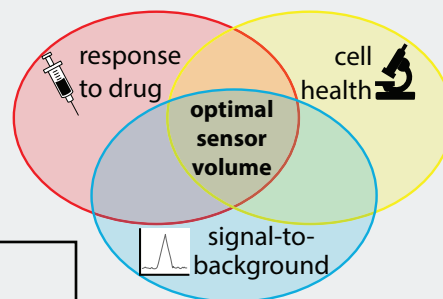 response
to drug
cell
health
optimal
sensor
volume
signal-to-
background